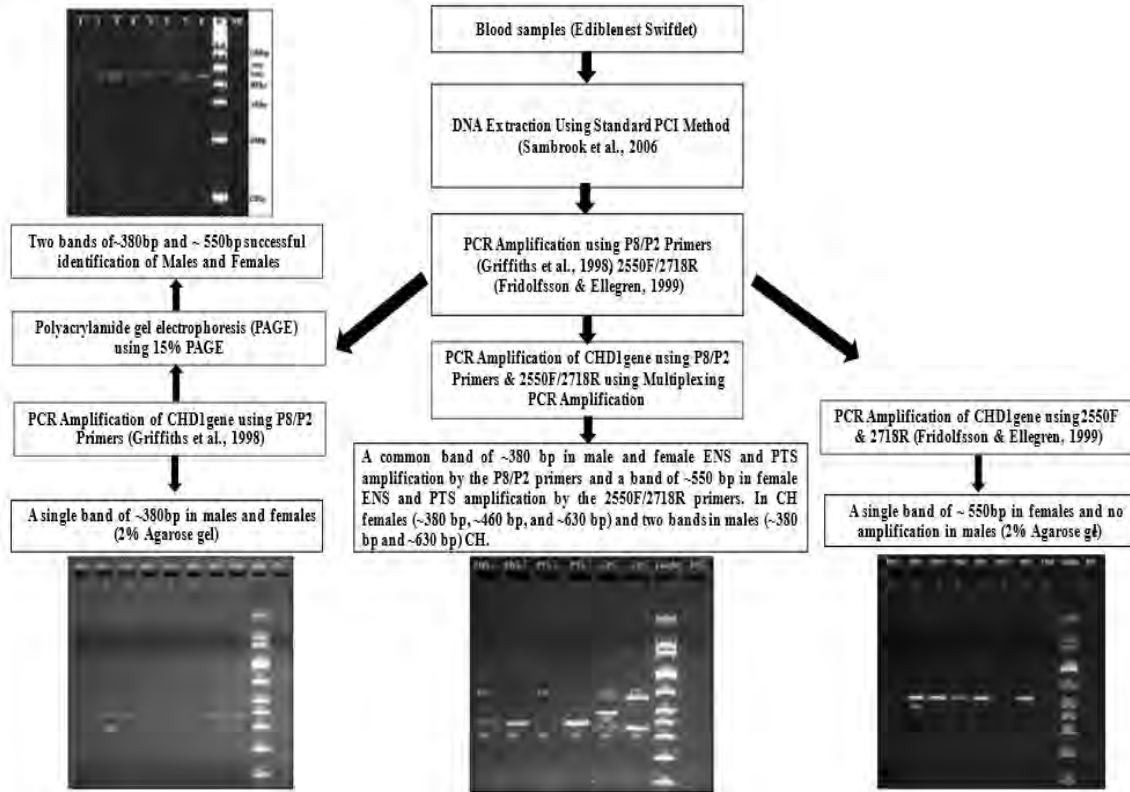 Blood samples (Ediblenest Swiftlet)
DNA Extraction Using Standard PCI Method
(Sambrook et al., 2006
PCR Amplification using P8/P2 Primers
(Griffiths et al., 1998) 2550F/2718R
(Fridolfsson & Ellegren, 1999)
Two bands of ~380bp and ~ 550bp successful
identification of Males and Females
Polyacrylamide gel electrophoresis (PAGE)
using 15% PAGE
PCR Amplification of CHD1gene using P8/P2
Primers (Griffiths et al., 1998)
A single band of ~380bp in males and females
(2% Agarose gel)
PCR Amplification of CHD1gene using P8/P2
Primers & 2550F/2718R using Multiplexing
PCR Amplification
A common band of ~380 bp in male and female ENS and PTS
amplification by the P8/P2 primers and a band of ~550 bp in female
ENS and PTS amplification by the 2550F/2718R primers. In CH
females (~380 bp, ~460 bp, and ~630 bp) and two bands in males (~380
bp and ~630 bp) CH.
PCR Amplification of CHD1gene using 2550F
& 2718R (Fridolfsson & Ellegren, 1999)
A single band of ~ 550bp in females and no
amplification in males (2% Agarose gel)